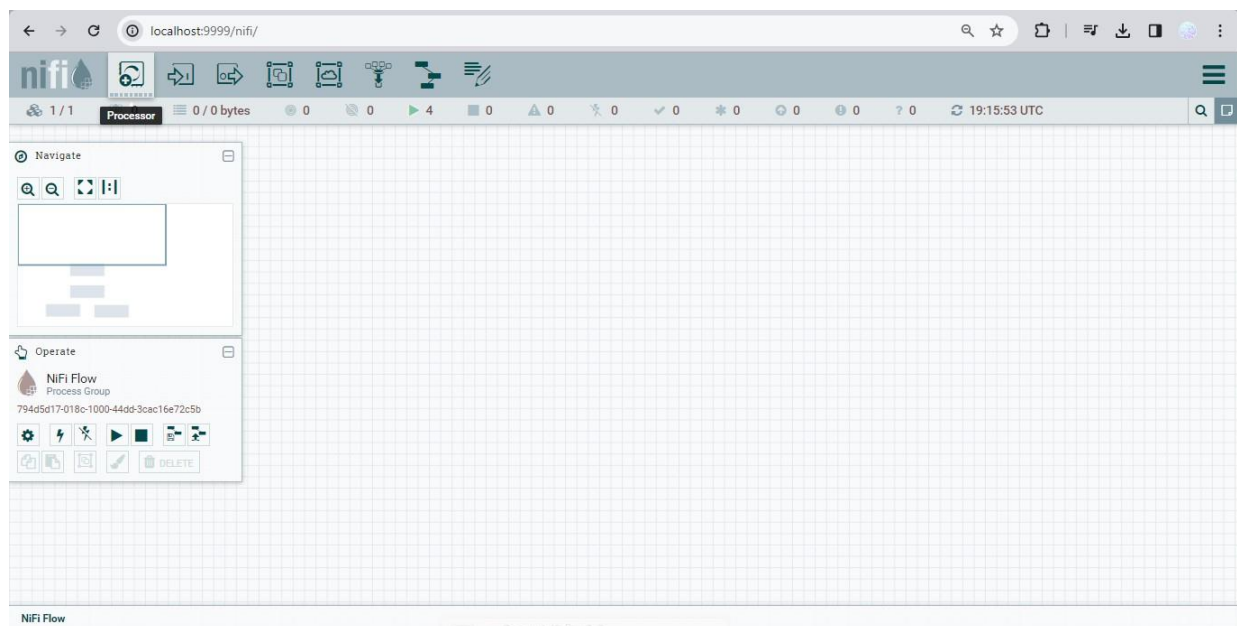 localhost:9999/nifi/
nifi
1 / 1 0 / 0 bytes 0 0 4 0 0 0 0 0 0 0 ? 0 19:15:53 UTC
Processor
Navigate
Operate
NiFi Flow
Process Group
794d5d17-018c-1000-44dd-3cac16e72c5b
DELETE
NiFi Flow